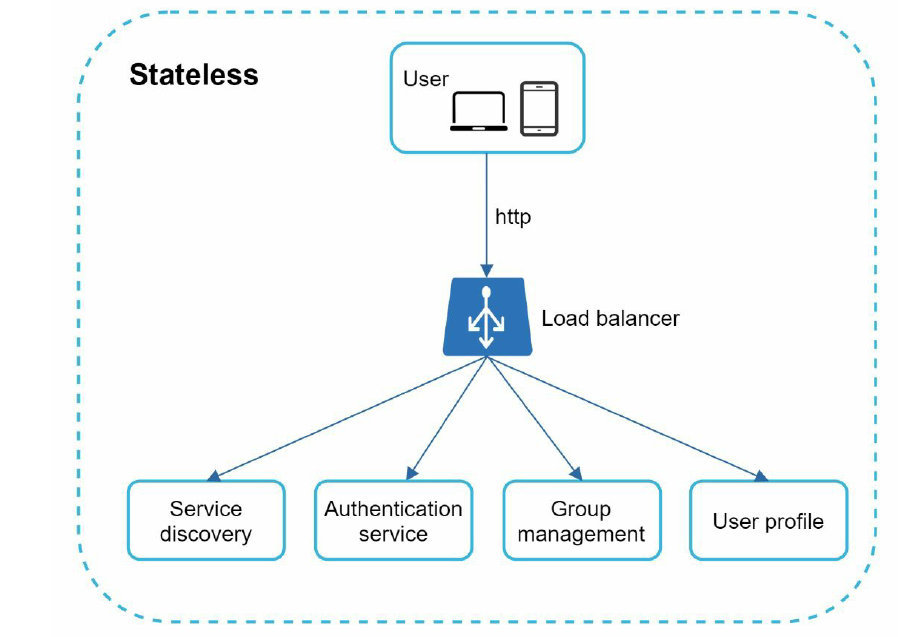 Stateless
User
http
Load balancer
Service
discovery
Authentication
service
Group
management
User profile